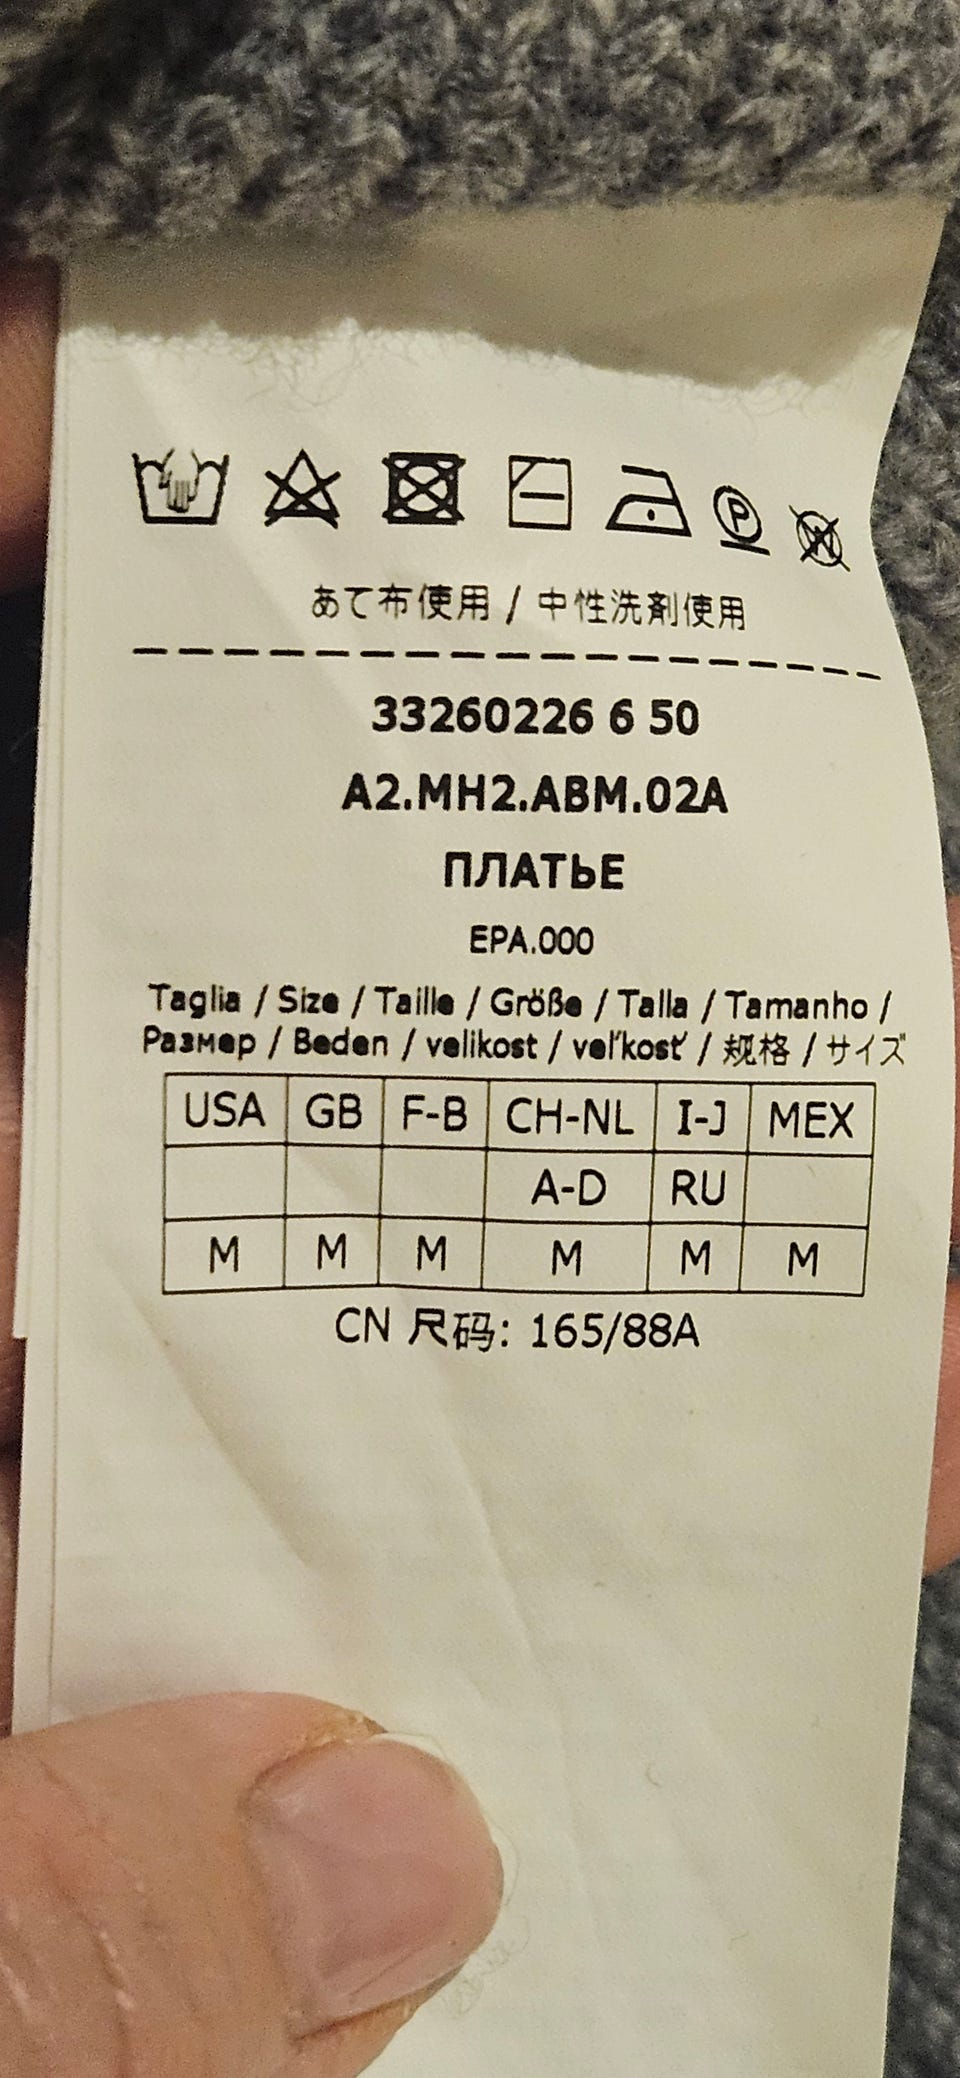 P W
あて布使用 / 中性洗剤使用
33260226 6 50
A2.MH2.ABM.02A
ПЛАТЬЕ
EPA.000
Taglia / Size / Taille / Größe / Talla / Tamanho /
Размер / Beden / velikost / veľkosť / 规格 / サイズ
USA GB F-B CH-NL I-J MEX
A-D RU
M M M M M M
CN 尺码: 165/88A